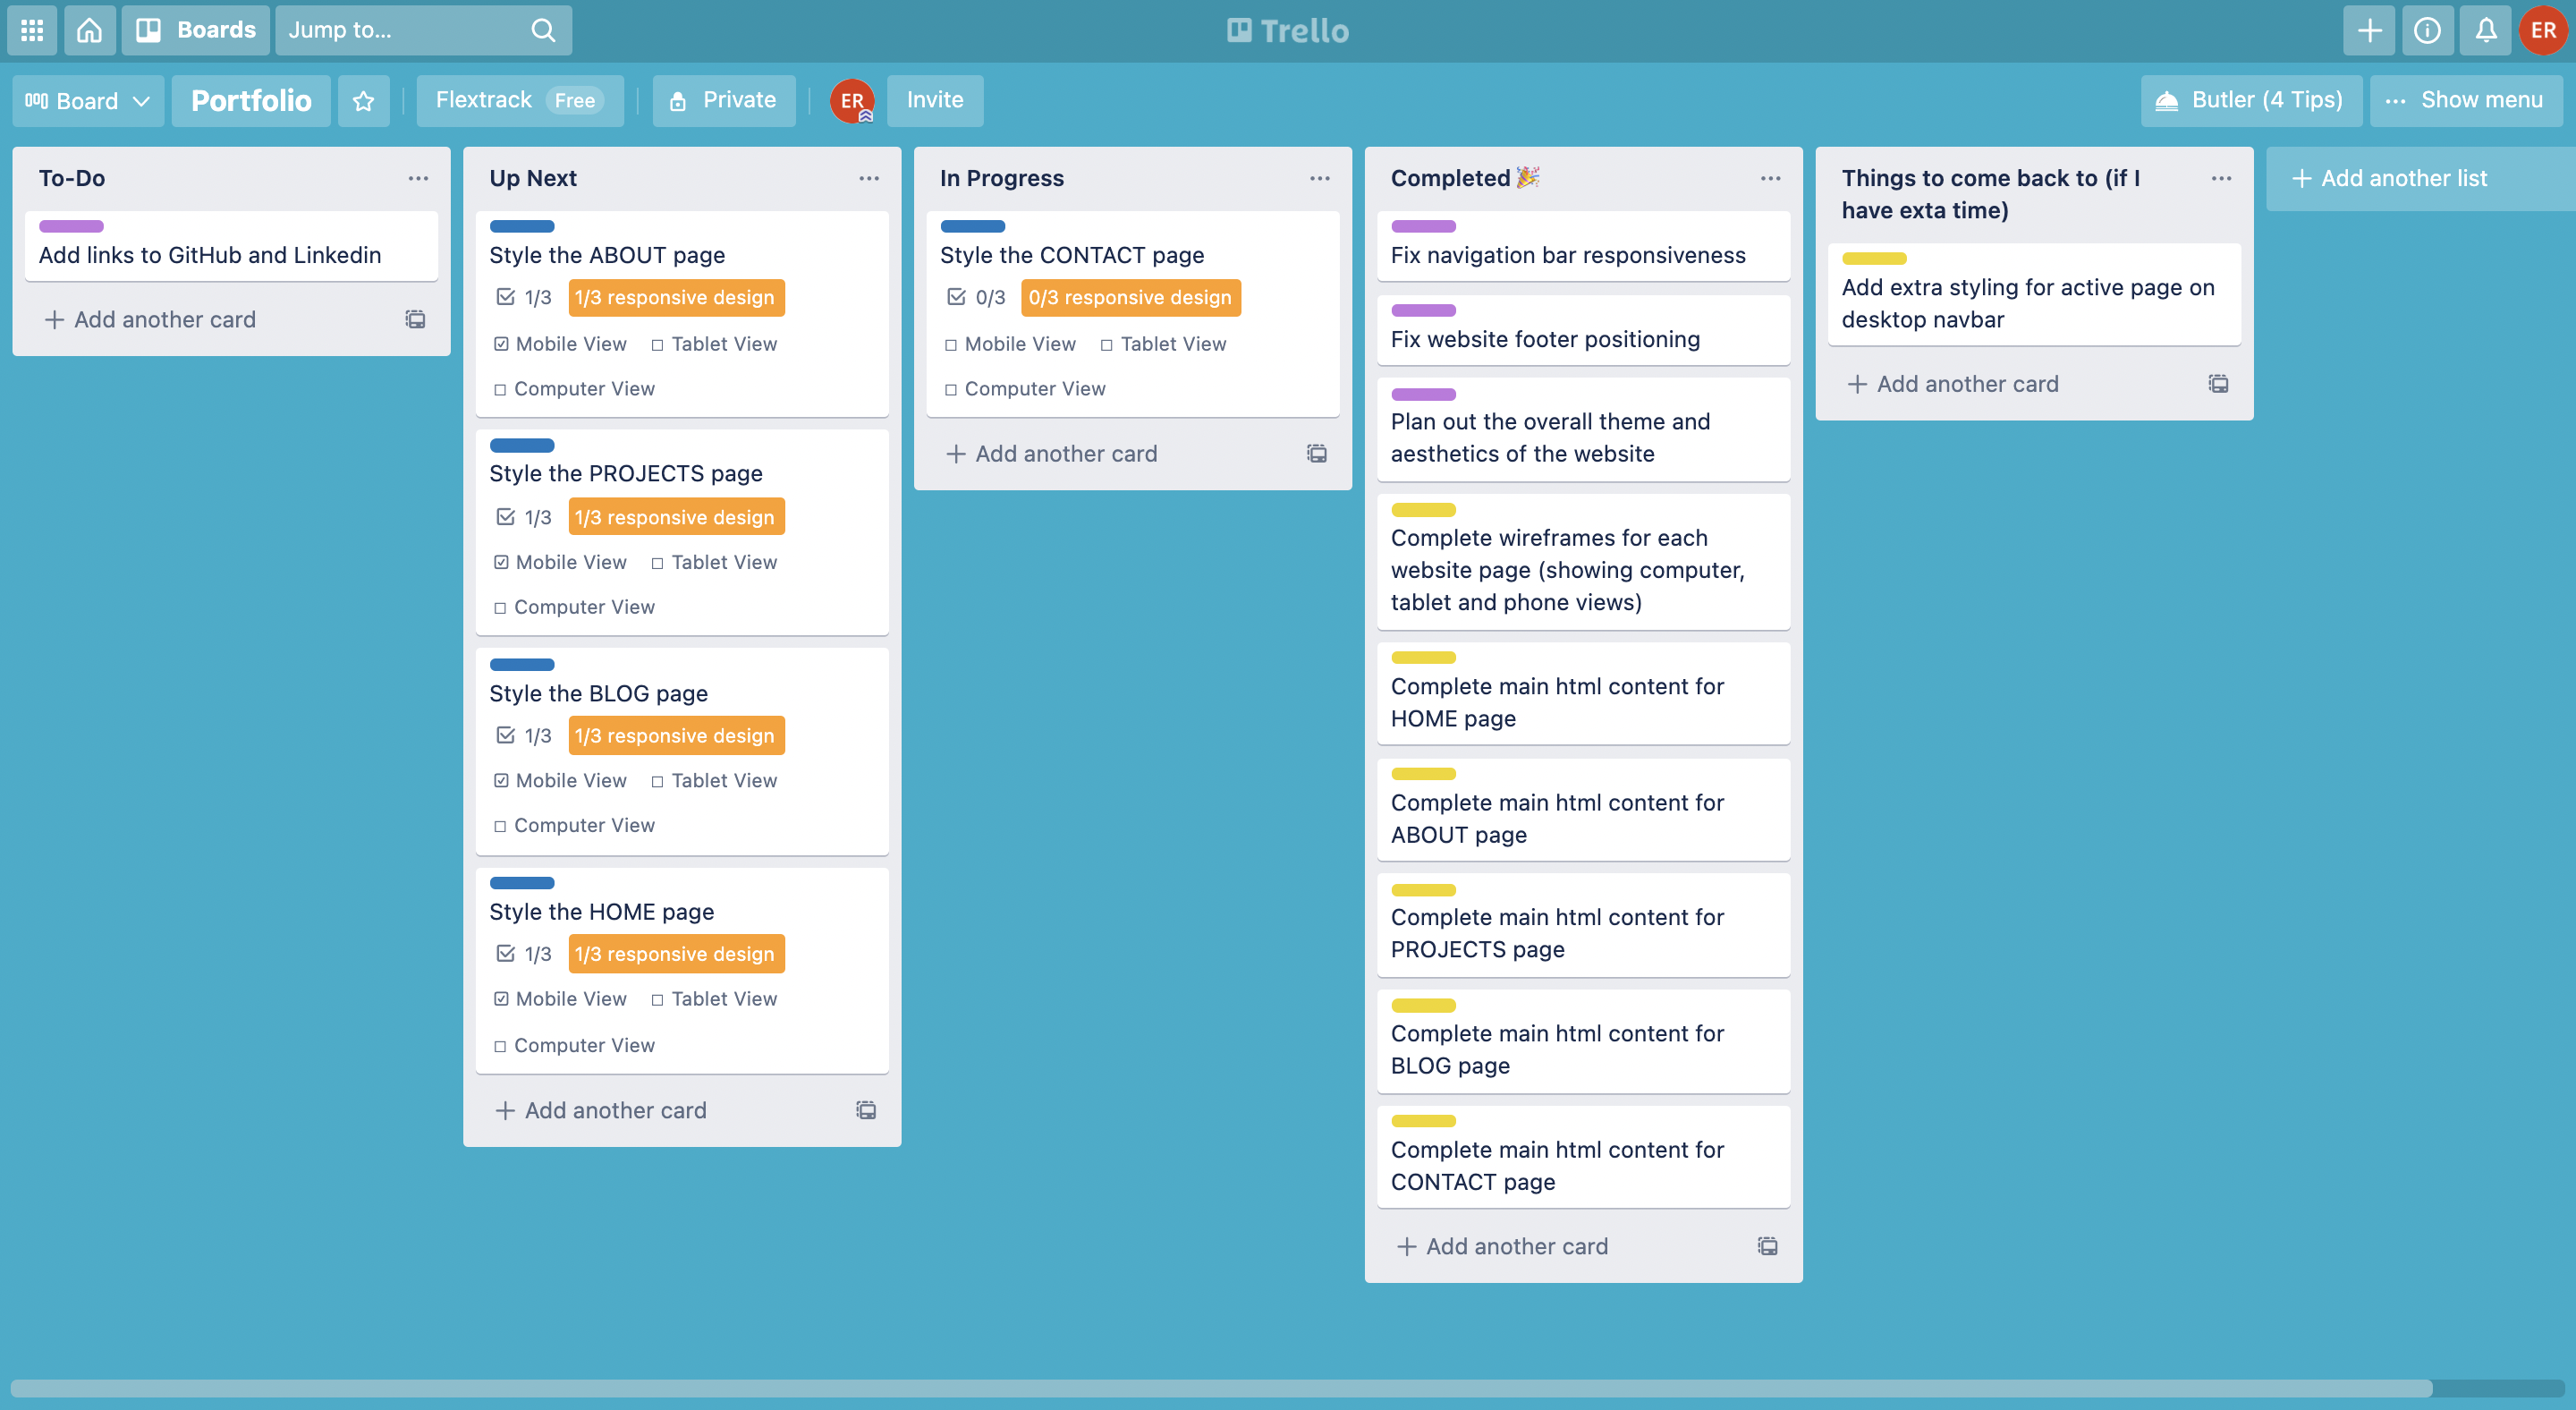 Boards
Jump to...
Trello
ER
Board
Portfolio
Flextrack Free
Private
ER
Invite
Butler (4 Tips)
... Show menu
To-Do
Add links to GitHub and Linkedin
+ Add another card
Up Next
Style the ABOUT page
1/3 1/3 responsive design
Mobile View Tablet View
Computer View
Style the PROJECTS page
1/3 1/3 responsive design
Mobile View Tablet View
Computer View
Style the BLOG page
1/3 1/3 responsive design
Mobile View Tablet View
Computer View
Style the HOME page
1/3 1/3 responsive design
Mobile View Tablet View
Computer View
+ Add another card
In Progress
Style the CONTACT page
0/3 0/3 responsive design
Mobile View Tablet View
Computer View
+ Add another card
Completed 🎉
Fix navigation bar responsiveness
Fix website footer positioning
Plan out the overall theme and
aesthetics of the website
Complete wireframes for each
website page (showing computer,
tablet and phone views)
Complete main html content for
HOME page
Complete main html content for
ABOUT page
Complete main html content for
PROJECTS page
Complete main html content for
BLOG page
Complete main html content for
CONTACT page
+ Add another card
Things to come back to (if I
have exta time)
Add extra styling for active page on
desktop navbar
+ Add another card
+ Add another list